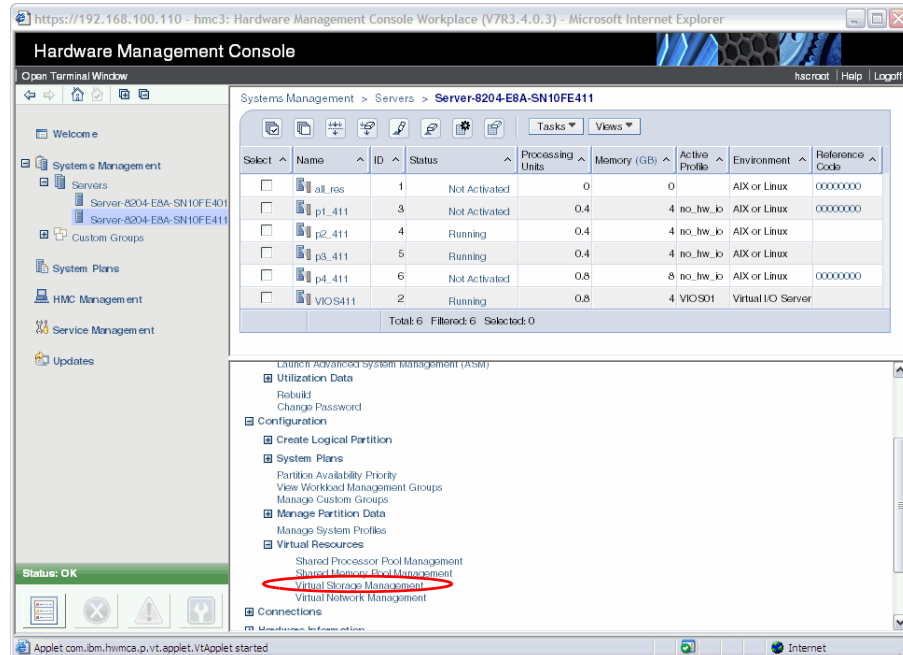 https://192.168.100.110 - hmc3: Hardware Management Console Workplace (V7R3.4.0.3) - Microsoft Internet Explorer
Hardware Management Console
Open Terminal Window
hscroot | Help | Logoff
Welcome
Systems Management
Servers
Server-8204-E8A-SN10FE401
Server-8204-E8A-SN10FE411
Custom Groups
System Plans
HMC Management
Service Management
Updates
Status: OK
Systems Management > Servers > Server-8204-E8A-SN10FE411
Tasks Views
Select Name ID Status Processing Units Memory (GB) Active Profile Environment Reference Code
all_res 1 Not Activated 0 0 AIX or Linux 00000000
p1_411 3 Not Activated 0.4 4 no_hw_io AIX or Linux 00000000
p2_411 4 Running 0.4 4 no_hw_io AIX or Linux
p3_411 5 Running 0.4 4 no_hw_io AIX or Linux
p4_411 6 Not Activated 0.8 8 no_hw_io AIX or Linux 00000000
VIOS411 2 Running 0.8 4 VIOS01 Virtual I/O Server
Total: 6 Filtered: 6 Selected: 0
Launch Advanced System Management (ASM)
Utilization Data
Rebuild
Change Password
Configuration
Create Logical Partition
System Plans
Partition Availability Priority
View Workload Management Groups
Manage Custom Groups
Manage Partition Data
Manage System Profiles
Virtual Resources
Shared Processor Pool Management
Shared Memory Pool Management
Virtual Storage Management
Virtual Network Management
Connections
Hardware Information
Applet com.ibm.hwmca.p.vt.applet.VtApplet started
Internet